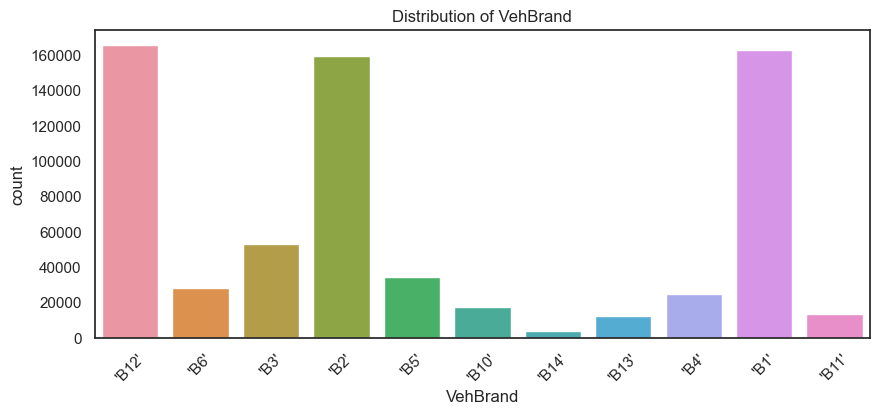 Distribution of VehBrand
count
160000
140000
120000
100000
80000
60000
40000
20000
0
'B12' 'B6' 'B3' 'B2' 'B5' 'B10' 'B14' 'B13' 'B4' 'B1' 'B11'
VehBrand